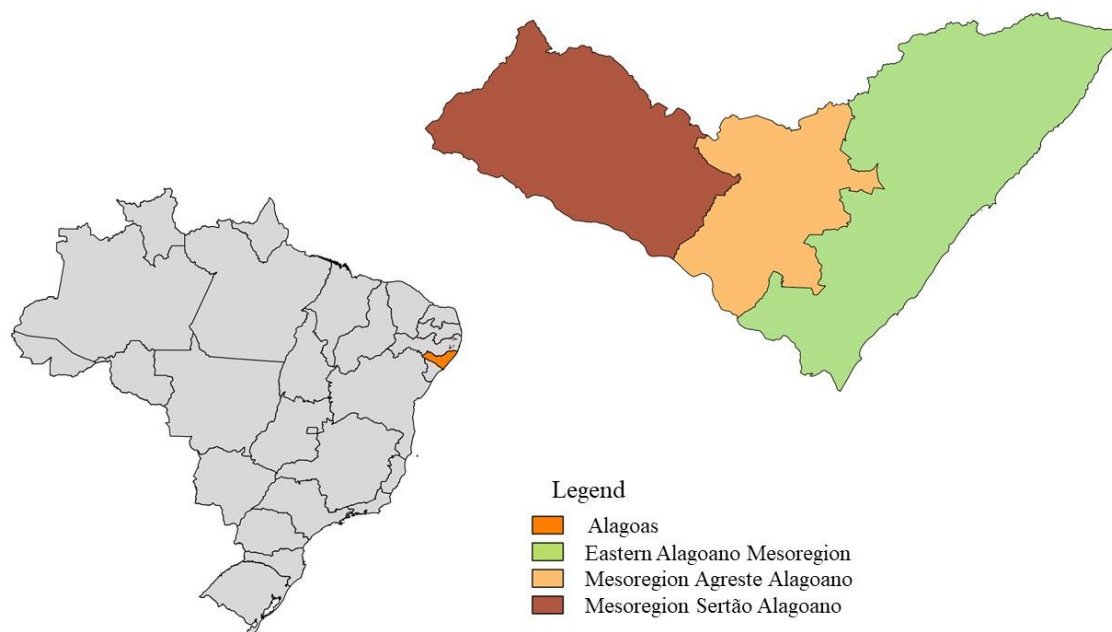 Legend
Alagoas
Eastern Alagoano Mesoregion
Mesoregion Agreste Alagoano
Mesoregion Sertão Alagoano